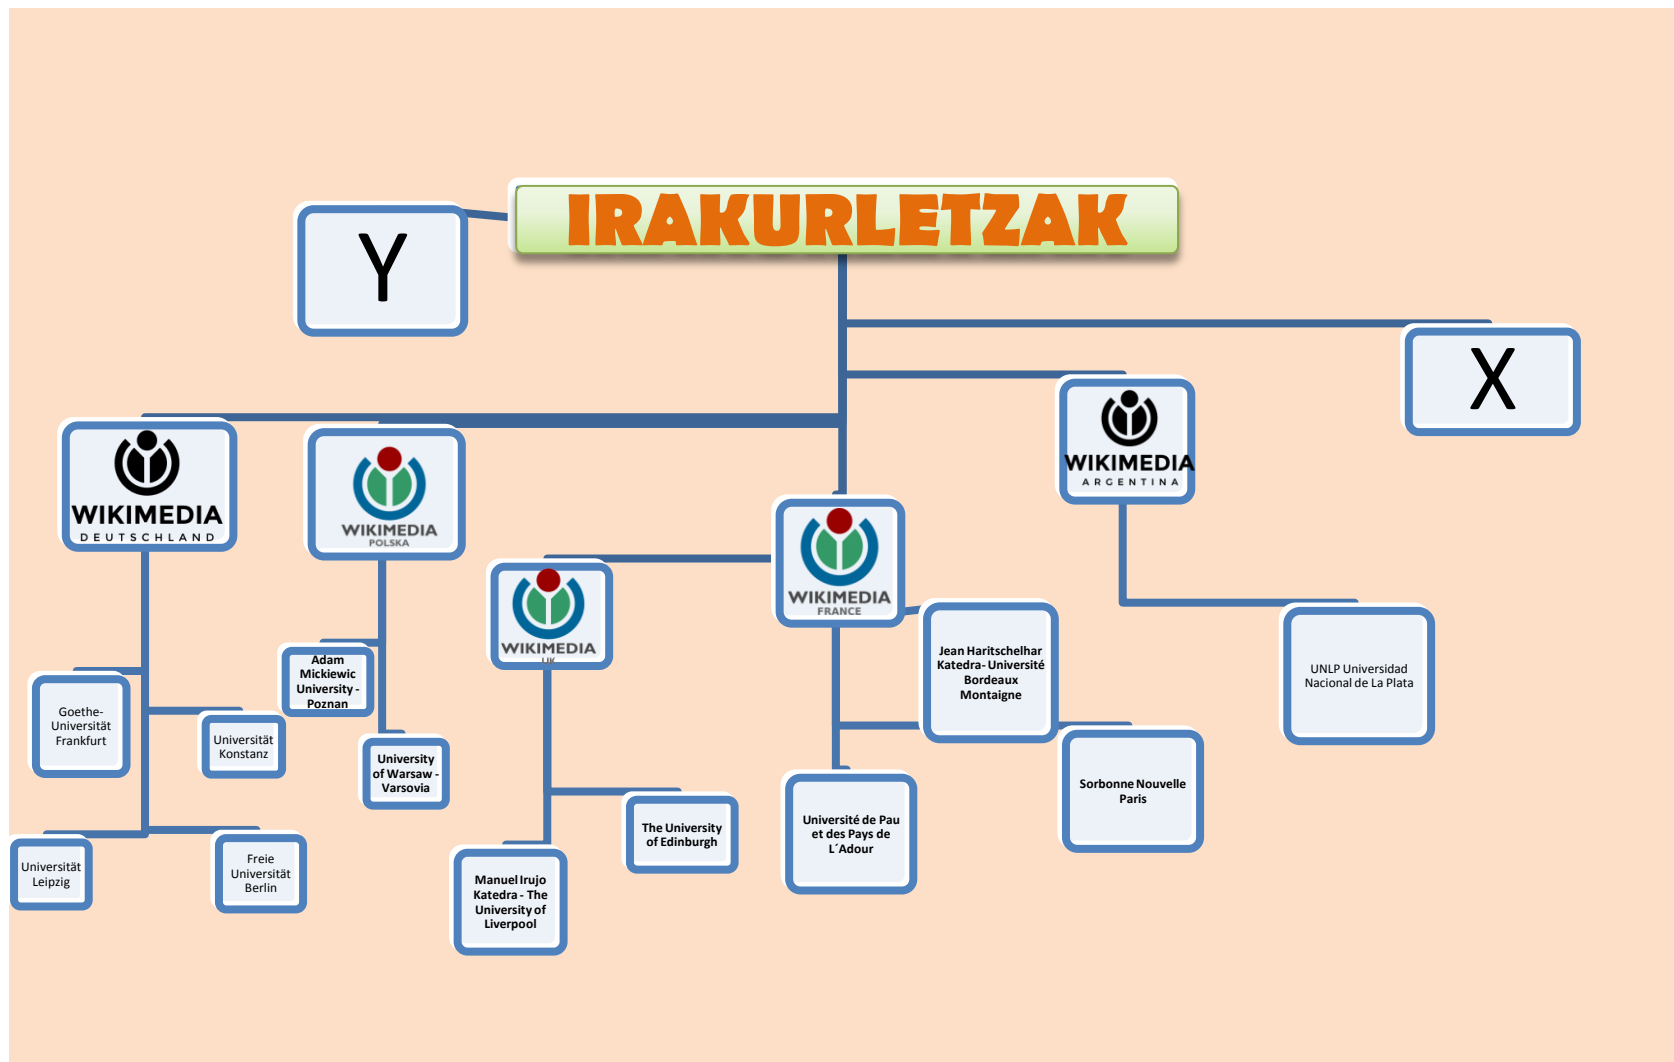 IRAKURLETZAK
Y
X
WIKIMEDIA
DEUTSCHLAND
WIKIMEDIA
POLSKA
WIKIMEDIA
UK
WIKIMEDIA
FRANCE
WIKIMEDIA
ARGENTINA
Goethe-
Universität
Frankfurt
Universität
Konstanz
Universität
Leipzig
Freie
Universität
Berlin
Adam
Mickiewic
University -
Poznan
University
of Warsaw -
Varsovia
Manuel Irujo
Katedra - The
University of
Liverpool
The University
of Edinburgh
Jean Haritschelhar
Katedra- Université
Bordeaux
Montaigne
Université de Pau
et des Pays de
L´Adour
Sorbonne Nouvelle
Paris
UNLP Universidad
Nacional de La Plata